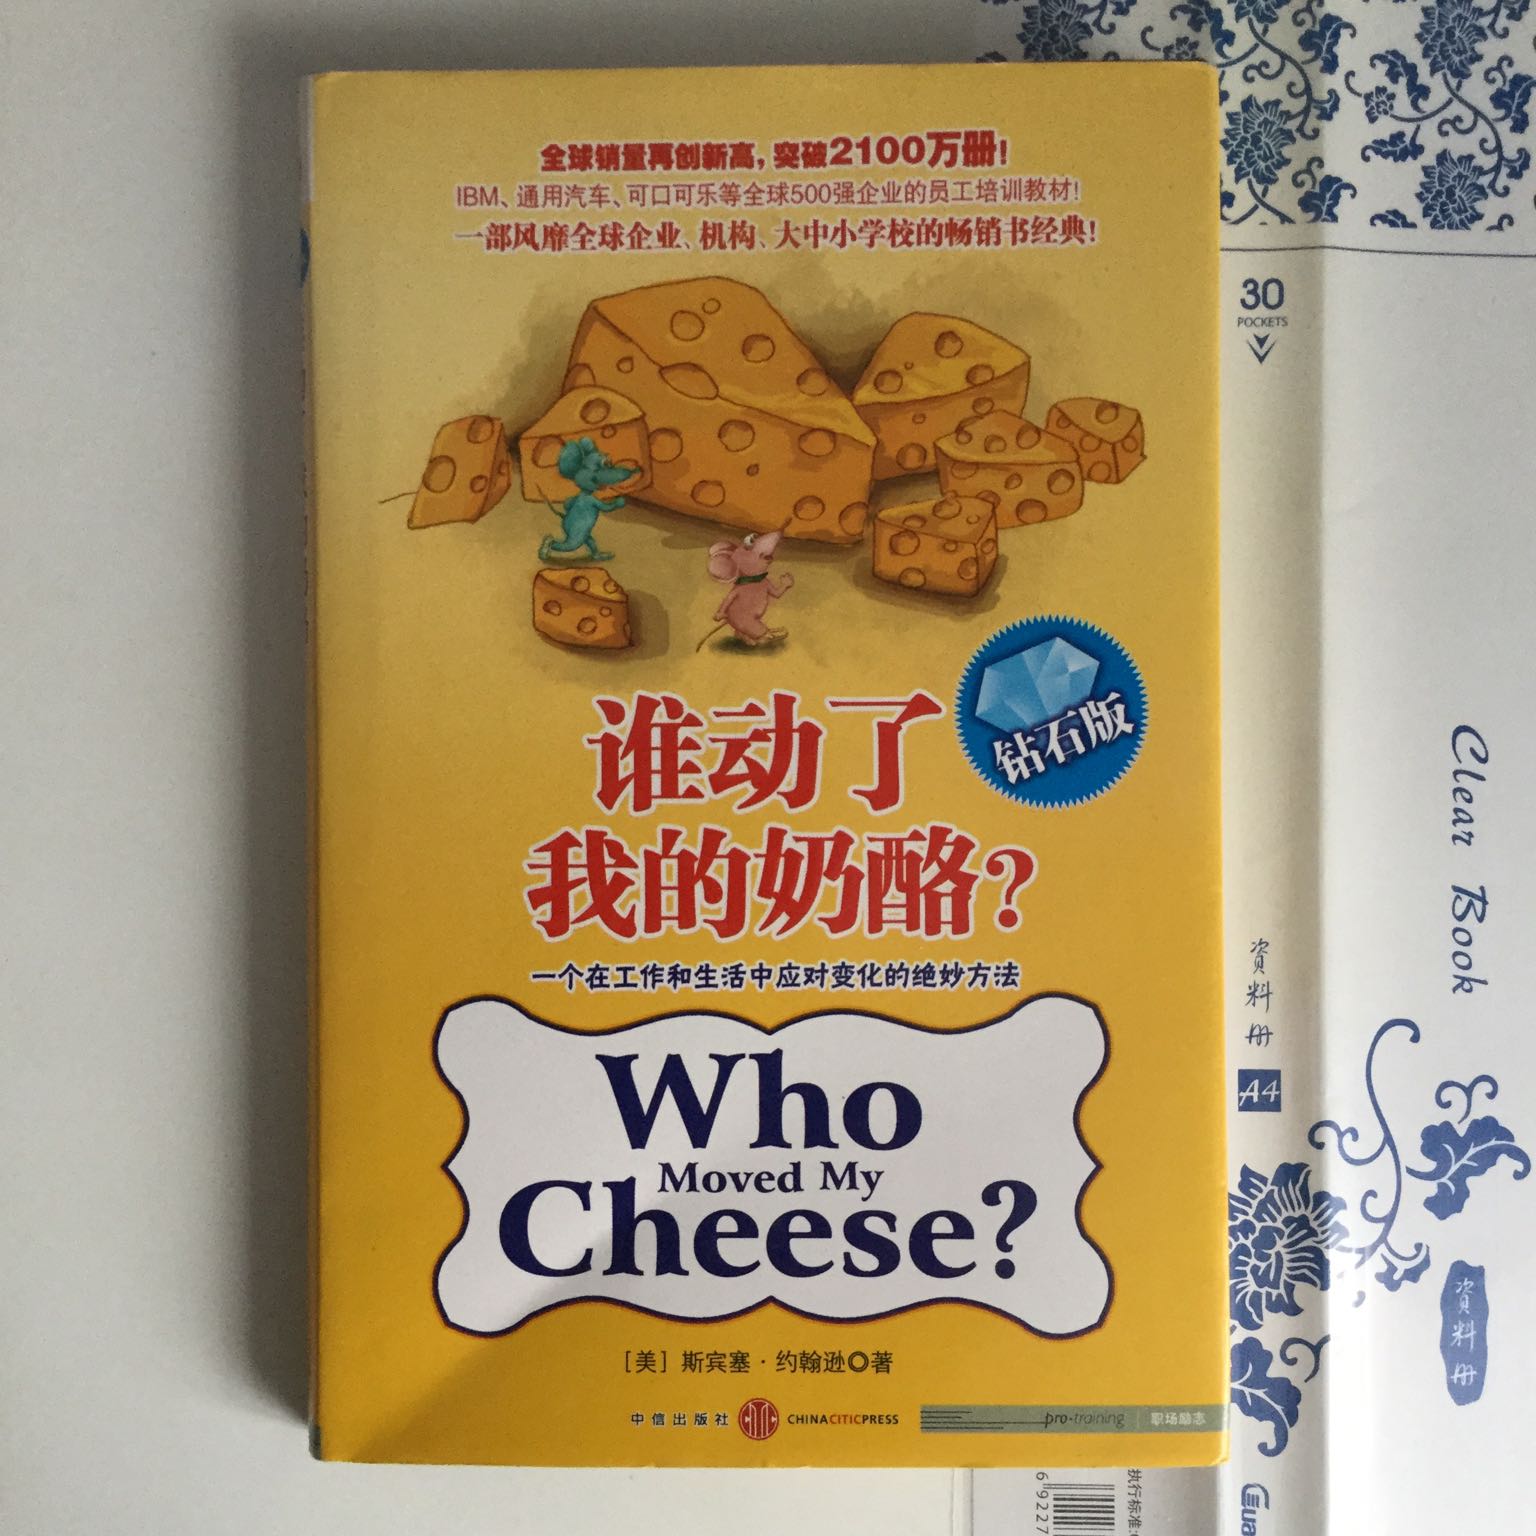 全球销量再创新高，突破2100万册！
IBM、通用汽车、可口可乐等全球500强企业的员工培训教材！
一部风靡全球企业、机构、大中小学校的畅销书经典！
谁动了
我的奶酪？
钻石版
一个在工作和生活中应对变化的绝妙方法
Who
Moved My
Cheese?
［美］斯宾塞·约翰逊◎著
中信出版社 CHINACITICPRESS
pro-training 职场励志
30
POCKETS
资料册
A4
Clear Book
资料册
执行标准:
6 9227